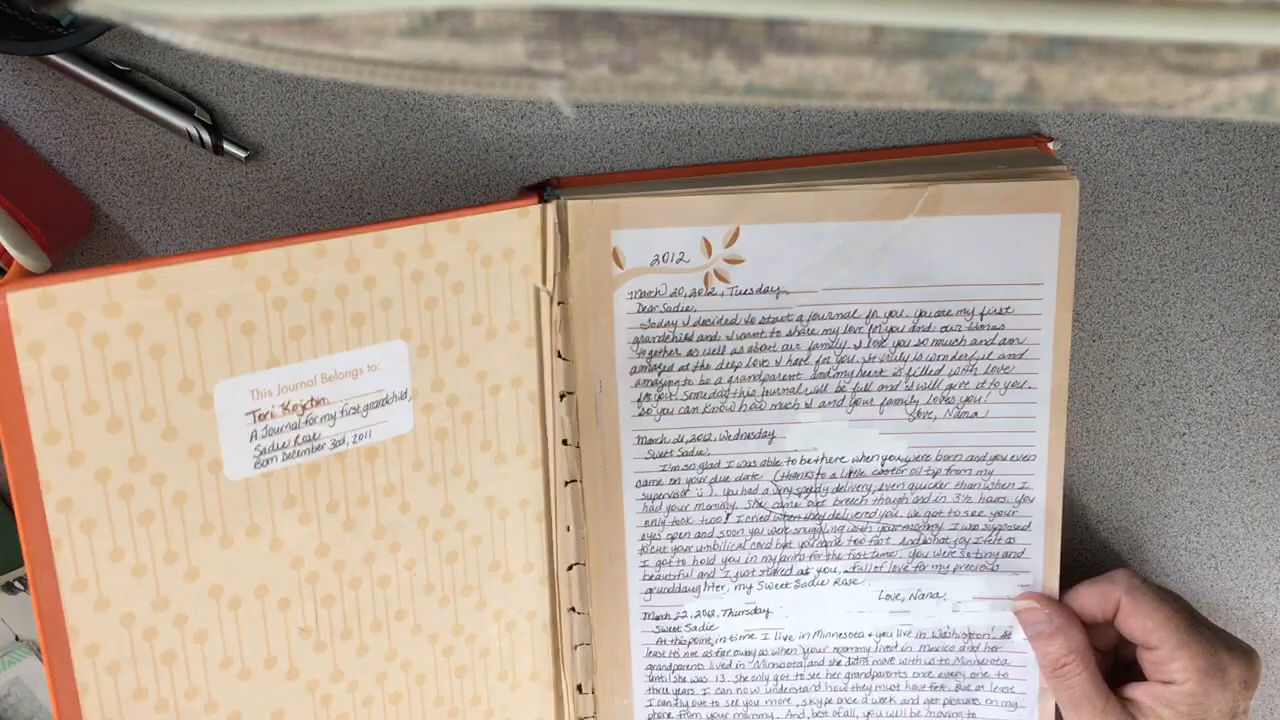 This Journal Belongs to:
Teri
A Journal for my first grandchild,
Sadie Rose
Born December 3rd, 2011
2012
March 20, 2012, Tuesday
Dear Sadie,
Today I decided to start a journal for you. You are my first
grandchild and I want to share my love for you and our times
together as well as about our family. I love you so much and am
amazed at the deep love I have for you. It truly is wonderful and
amazing to be a grandparent and my heart is filled with love
for you. Someday this journal will be full and I will give it to you
so you can know how much I and your family loves you!
Love, Nana
March 21, 2012, Wednesday
Sweet Sadie,
I'm so glad I was able to be there when you were born and you even
came on your due date (thanks to a little castor oil tip from my
supervisor ü). You had a very speedy delivery, even quicker than when I
had your mommy. She came out breech though and in 3½ hours. You
only took two! I cried when they delivered you. We got to see your
eyes open and soon you were snuggling with your mommy. I was supposed
to cut your umbilical cord but you came too fast. And what joy I felt as
I got to hold you in my arms for the first time. You were so tiny and
beautiful and I just stared at you, full of love for my precious
granddaughter, my Sweet Sadie Rose.
Love, Nana
March 22, 2012, Thursday
Sweet Sadie
At this point in time I live in Minnesota + you live in Washington. At
least it's not as far away as when your mommy lived in Mexico and her
grandparents lived in Minnesota and she didn't move with us to Minnesota
until she was 13. She only got to see her grandparents once every one to
three years. I can now understand how they must have felt. But at least
I can fly out to see you more, skype once a week and get pictures on my
phone from your mommy. And, best of all, you will be moving to